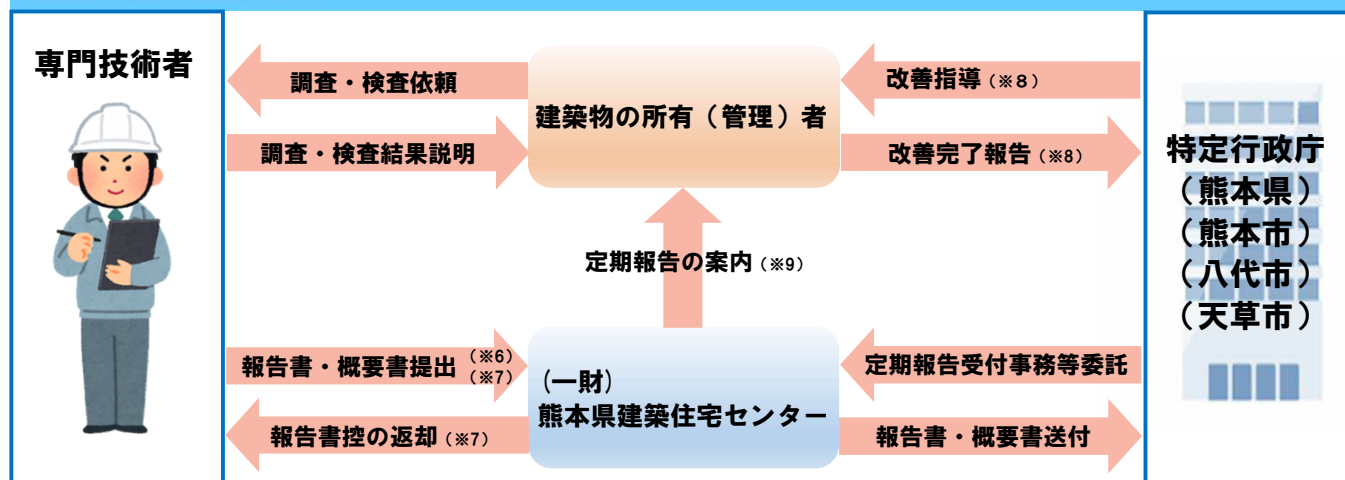 専門技術者
調査・検査依頼
調査・検査結果説明
建築物の所有（管理）者
改善指導（※８）
改善完了報告（※8）
定期報告の案内（※9）
報告書・概要書提出（※6）
（※7）
報告書控の返却（※7）
(一財)
熊本県建築住宅センター
定期報告受付事務等委託
報告書・概要書送付
特定行政庁
（熊本県）
（熊本市）
（八代市）
（天草市）